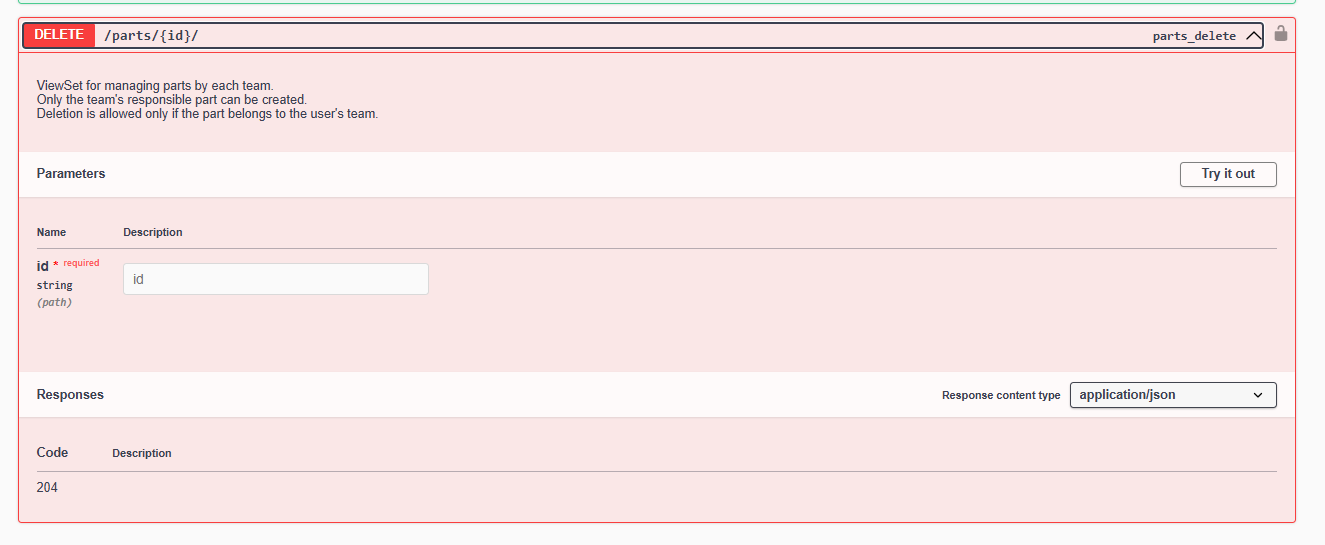 DELETE /parts/{id}/ parts_delete
ViewSet for managing parts by each team.
Only the team's responsible part can be created.
Deletion is allowed only if the part belongs to the user's team.
Parameters Try it out
Name Description
id * required
string
(path)
id
Responses Response content type application/json
Code Description
204